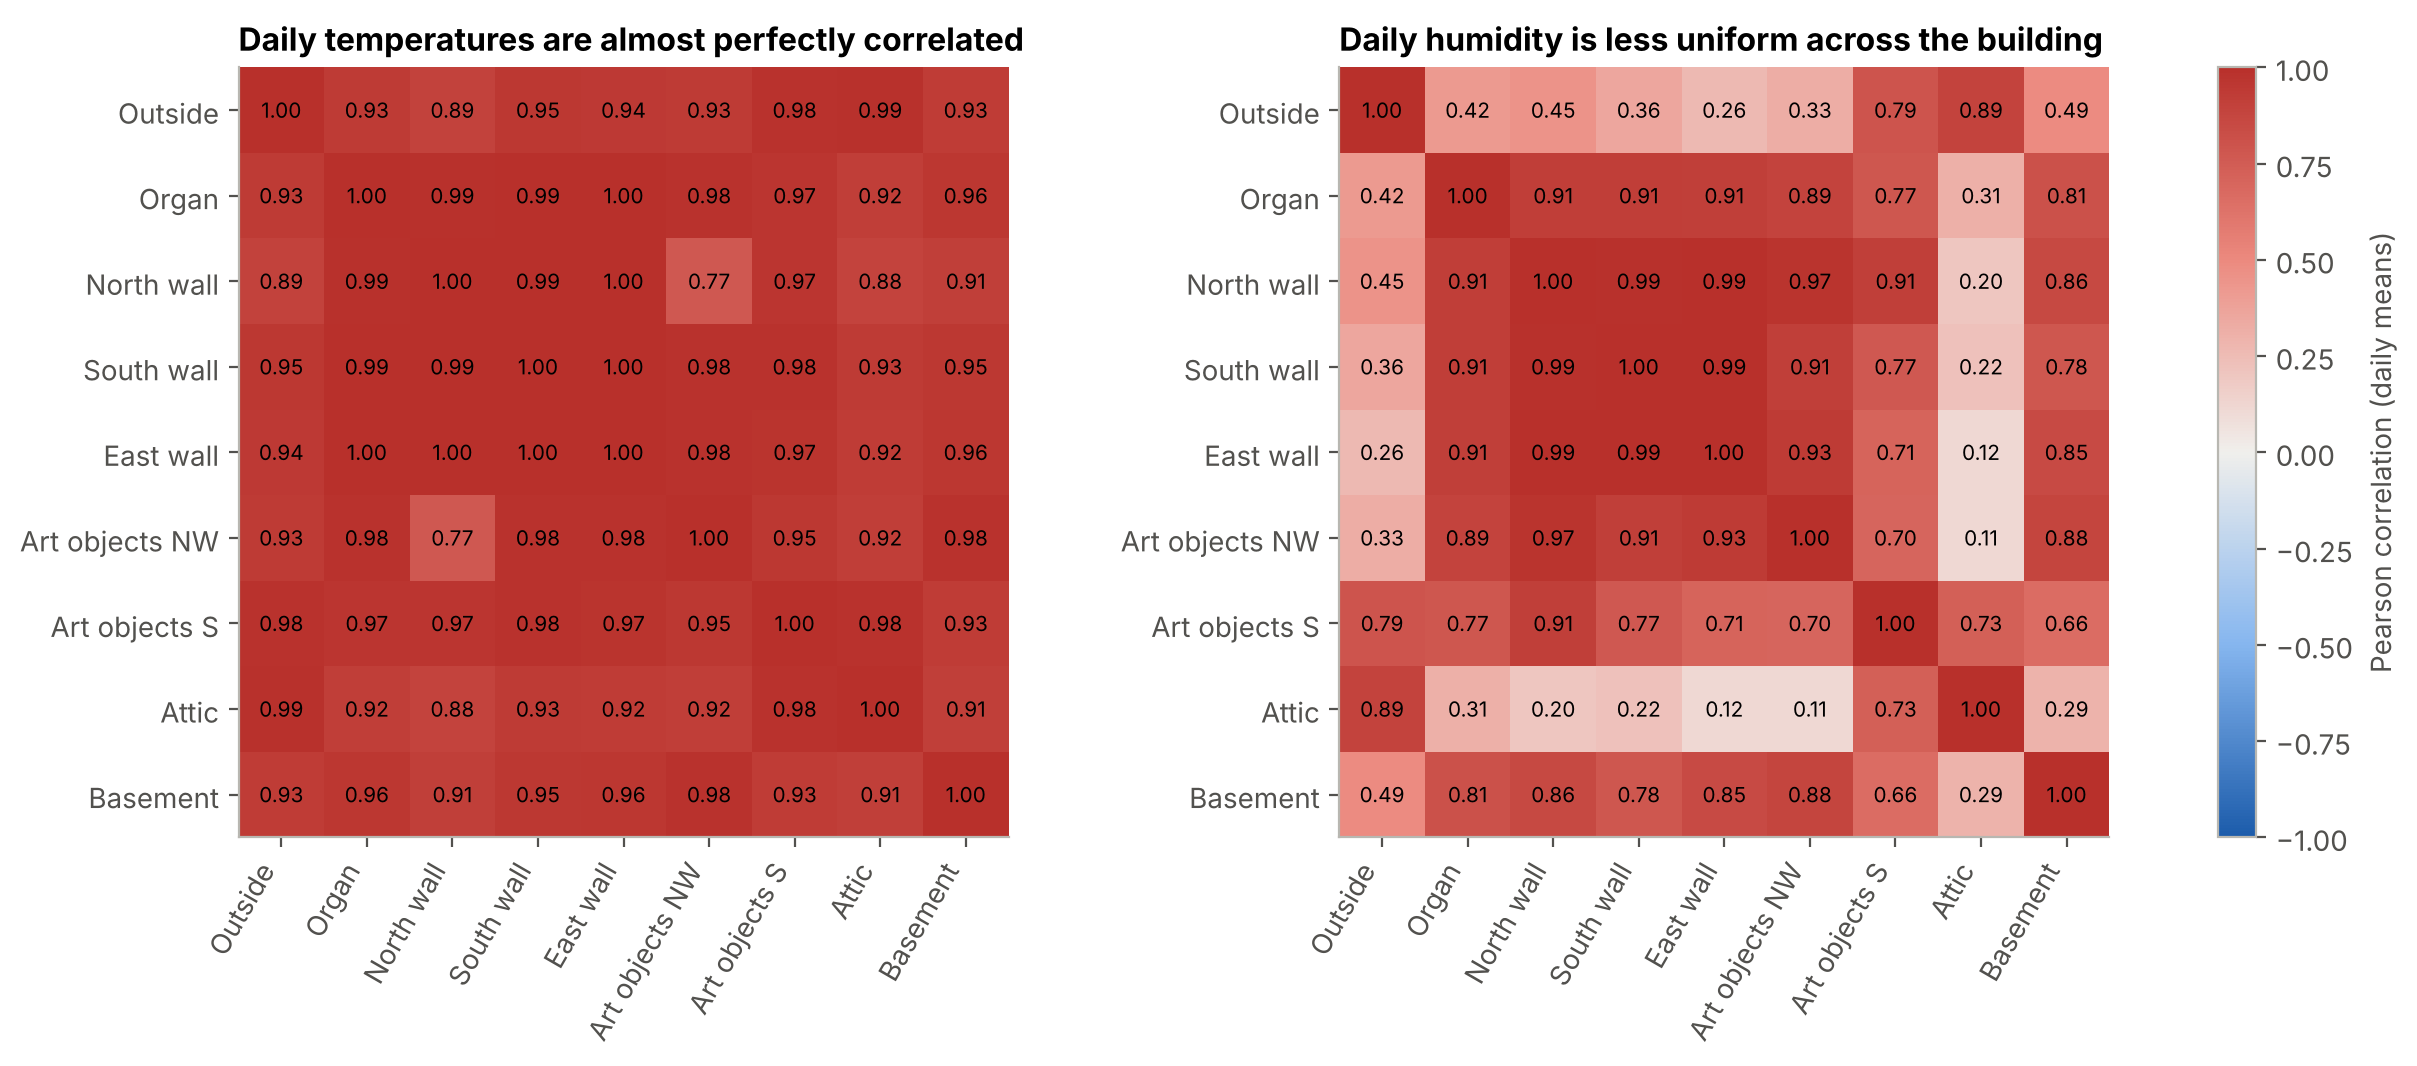 Daily temperatures are almost perfectly correlated
Outside 1.00 0.93 0.89 0.95 0.94 0.93 0.98 0.99 0.93
Organ 0.93 1.00 0.99 0.99 1.00 0.98 0.97 0.92 0.96
North wall 0.89 0.99 1.00 0.99 1.00 0.77 0.97 0.88 0.91
South wall 0.95 0.99 0.99 1.00 1.00 0.98 0.98 0.93 0.95
East wall 0.94 1.00 1.00 1.00 1.00 0.98 0.97 0.92 0.96
Art objects NW 0.93 0.98 0.77 0.98 0.98 1.00 0.95 0.92 0.98
Art objects S 0.98 0.97 0.97 0.98 0.97 0.95 1.00 0.98 0.93
Attic 0.99 0.92 0.88 0.93 0.92 0.92 0.98 1.00 0.91
Basement 0.93 0.96 0.91 0.95 0.96 0.98 0.93 0.91 1.00
Outside
Organ
North wall
South wall
East wall
Art objects NW
Art objects S
Attic
Basement
Daily humidity is less uniform across the building
Outside 1.00 0.42 0.45 0.36 0.26 0.33 0.79 0.89 0.49
Organ 0.42 1.00 0.91 0.91 0.91 0.89 0.77 0.31 0.81
North wall 0.45 0.91 1.00 0.99 0.99 0.97 0.91 0.20 0.86
South wall 0.36 0.91 0.99 1.00 0.99 0.91 0.77 0.22 0.78
East wall 0.26 0.91 0.99 0.99 1.00 0.93 0.71 0.12 0.85
Art objects NW 0.33 0.89 0.97 0.91 0.93 1.00 0.70 0.11 0.88
Art objects S 0.79 0.77 0.91 0.77 0.71 0.70 1.00 0.73 0.66
Attic 0.89 0.31 0.20 0.22 0.12 0.11 0.73 1.00 0.29
Basement 0.49 0.81 0.86 0.78 0.85 0.88 0.66 0.29 1.00
Outside
Organ
North wall
South wall
East wall
Art objects NW
Art objects S
Attic
Basement
1.00
0.75
0.50
0.25
0.00
−0.25
−0.50
−0.75
−1.00
Pearson correlation (daily means)